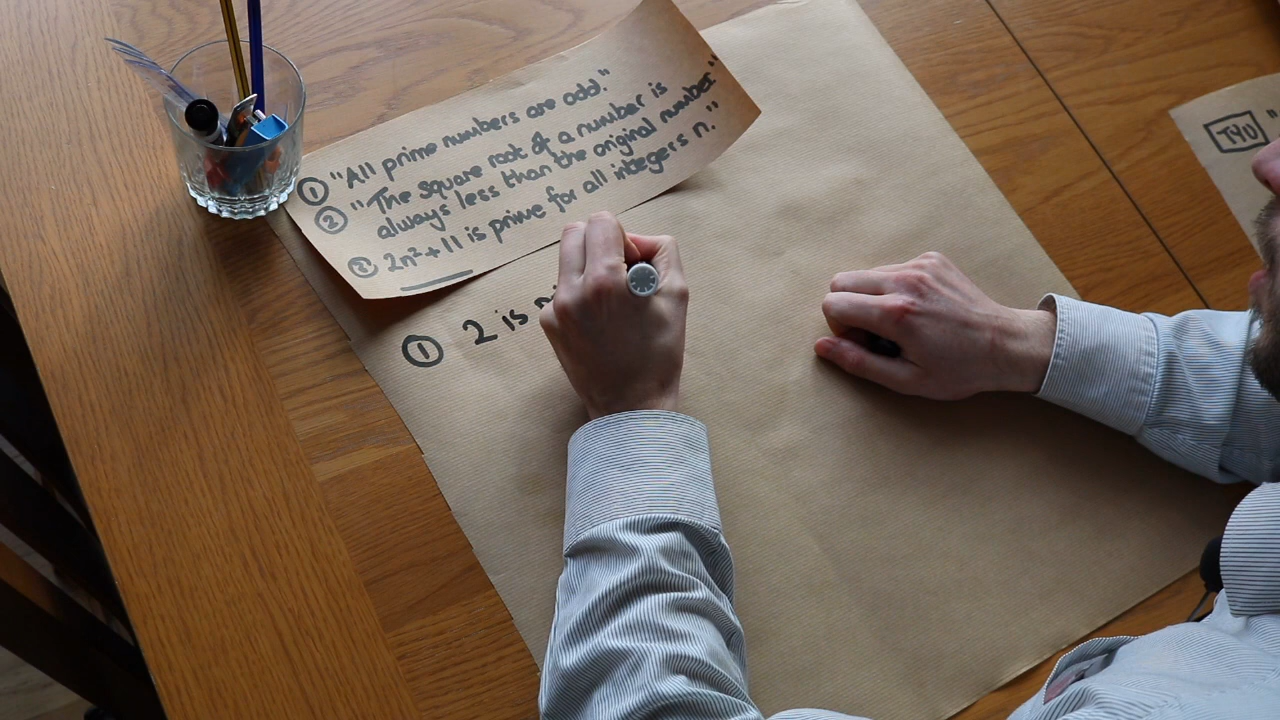 ① "All prime numbers are odd."
② "The square root of a number is
always less than the original number."
③ 2n²+11 is prime for all integers n."
① 2 is
TYU "